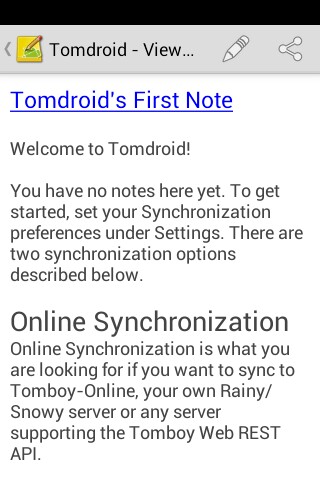 Tomdroid - View...
Tomdroid's First Note
Welcome to Tomdroid!
You have no notes here yet. To get
started, set your Synchronization
preferences under Settings. There are
two synchronization options
described below.
Online Synchronization
Online Synchronization is what you
are looking for if you want to sync to
Tomboy-Online, your own Rainy/
Snowy server or any server
supporting the Tomboy Web REST
API.